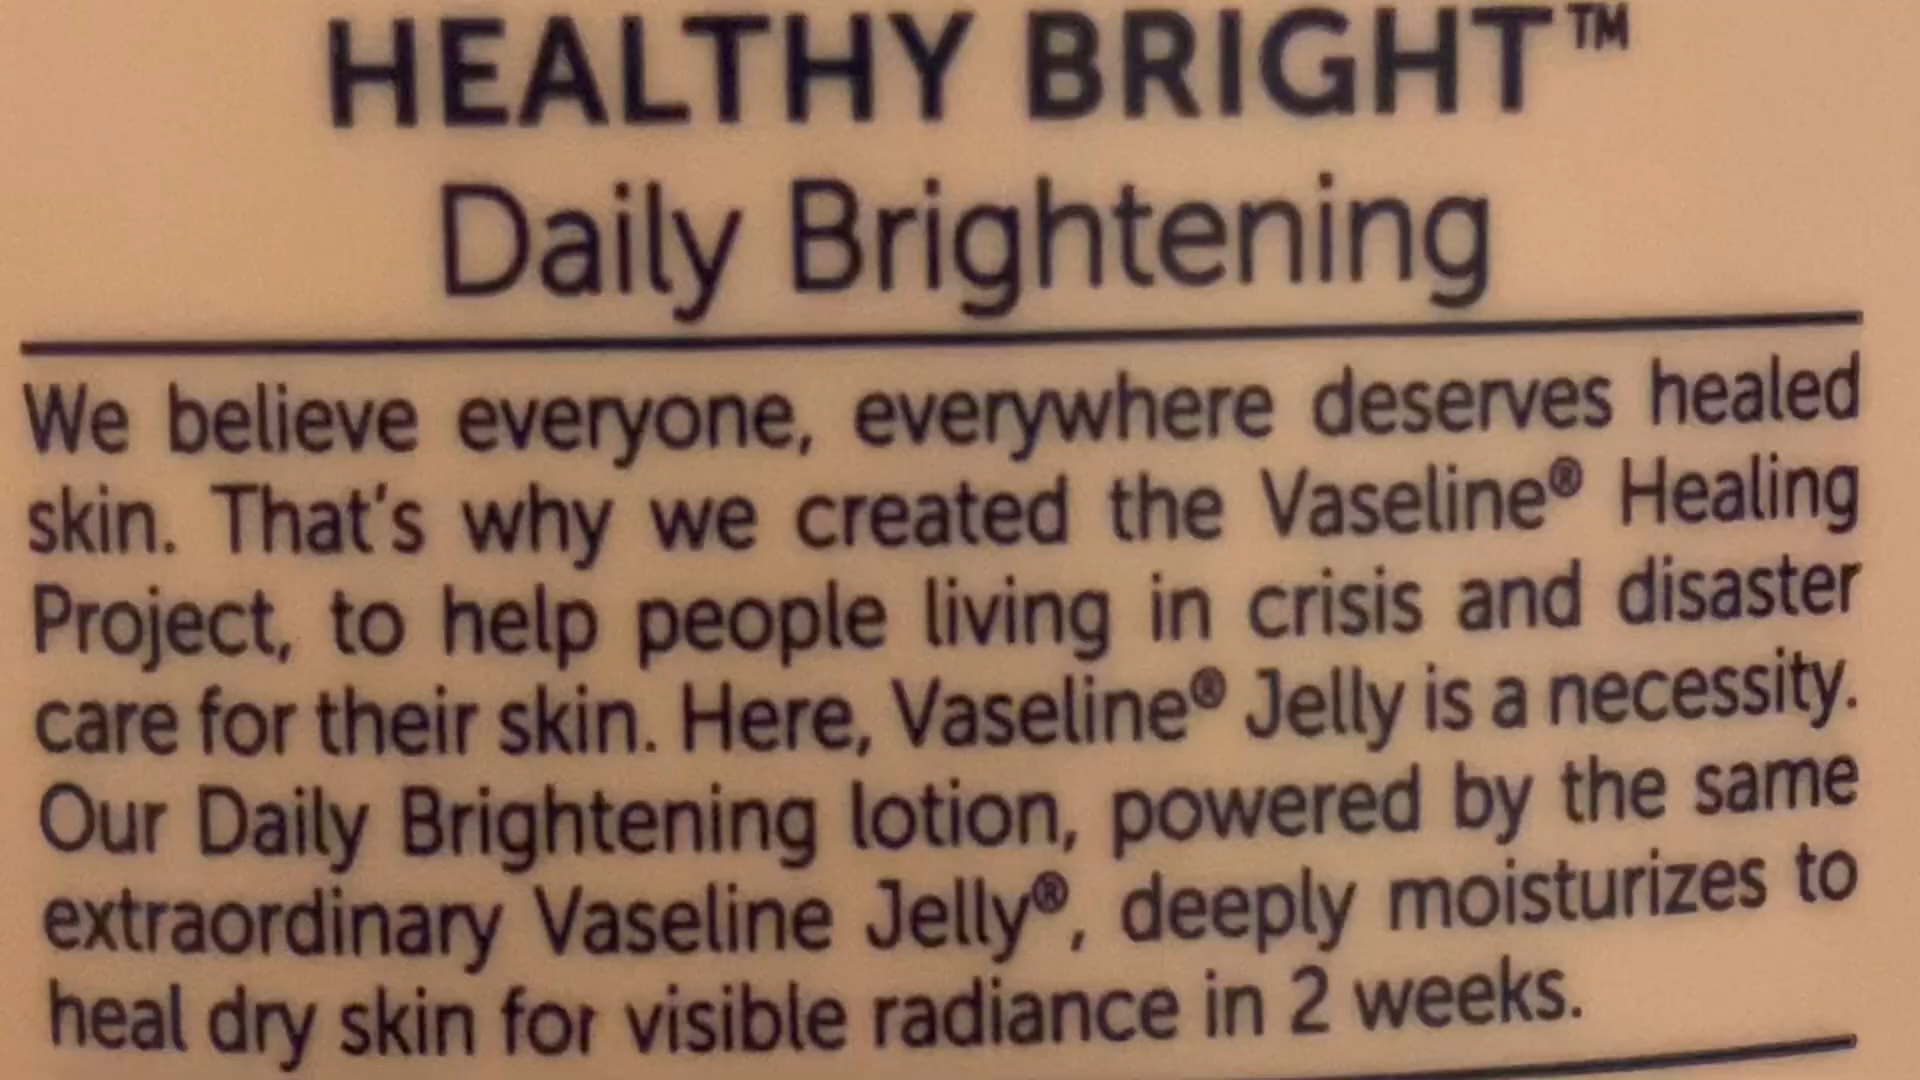 HEALTHY BRIGHT™
Daily Brightening
We believe everyone, everywhere deserves healed
skin. That's why we created the Vaseline® Healing
Project, to help people living in crisis and disaster
care for their skin. Here, Vaseline® Jelly is a necessity.
Our Daily Brightening lotion, powered by the same
extraordinary Vaseline Jelly®, deeply moisturizes to
heal dry skin for visible radiance in 2 weeks.